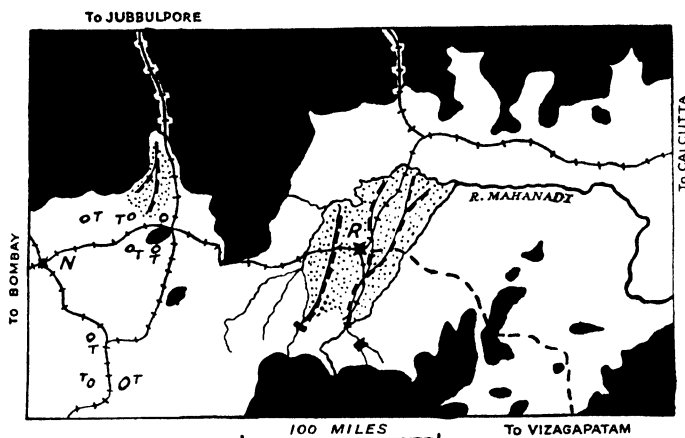 To JUBBULPORE
To CALCUTTA
R. MAHANADI
R
To BOMBAY
N
O T
T O
O
O T
O T
O T
T O
O T
100 MILES
To VIZAGAPATAM